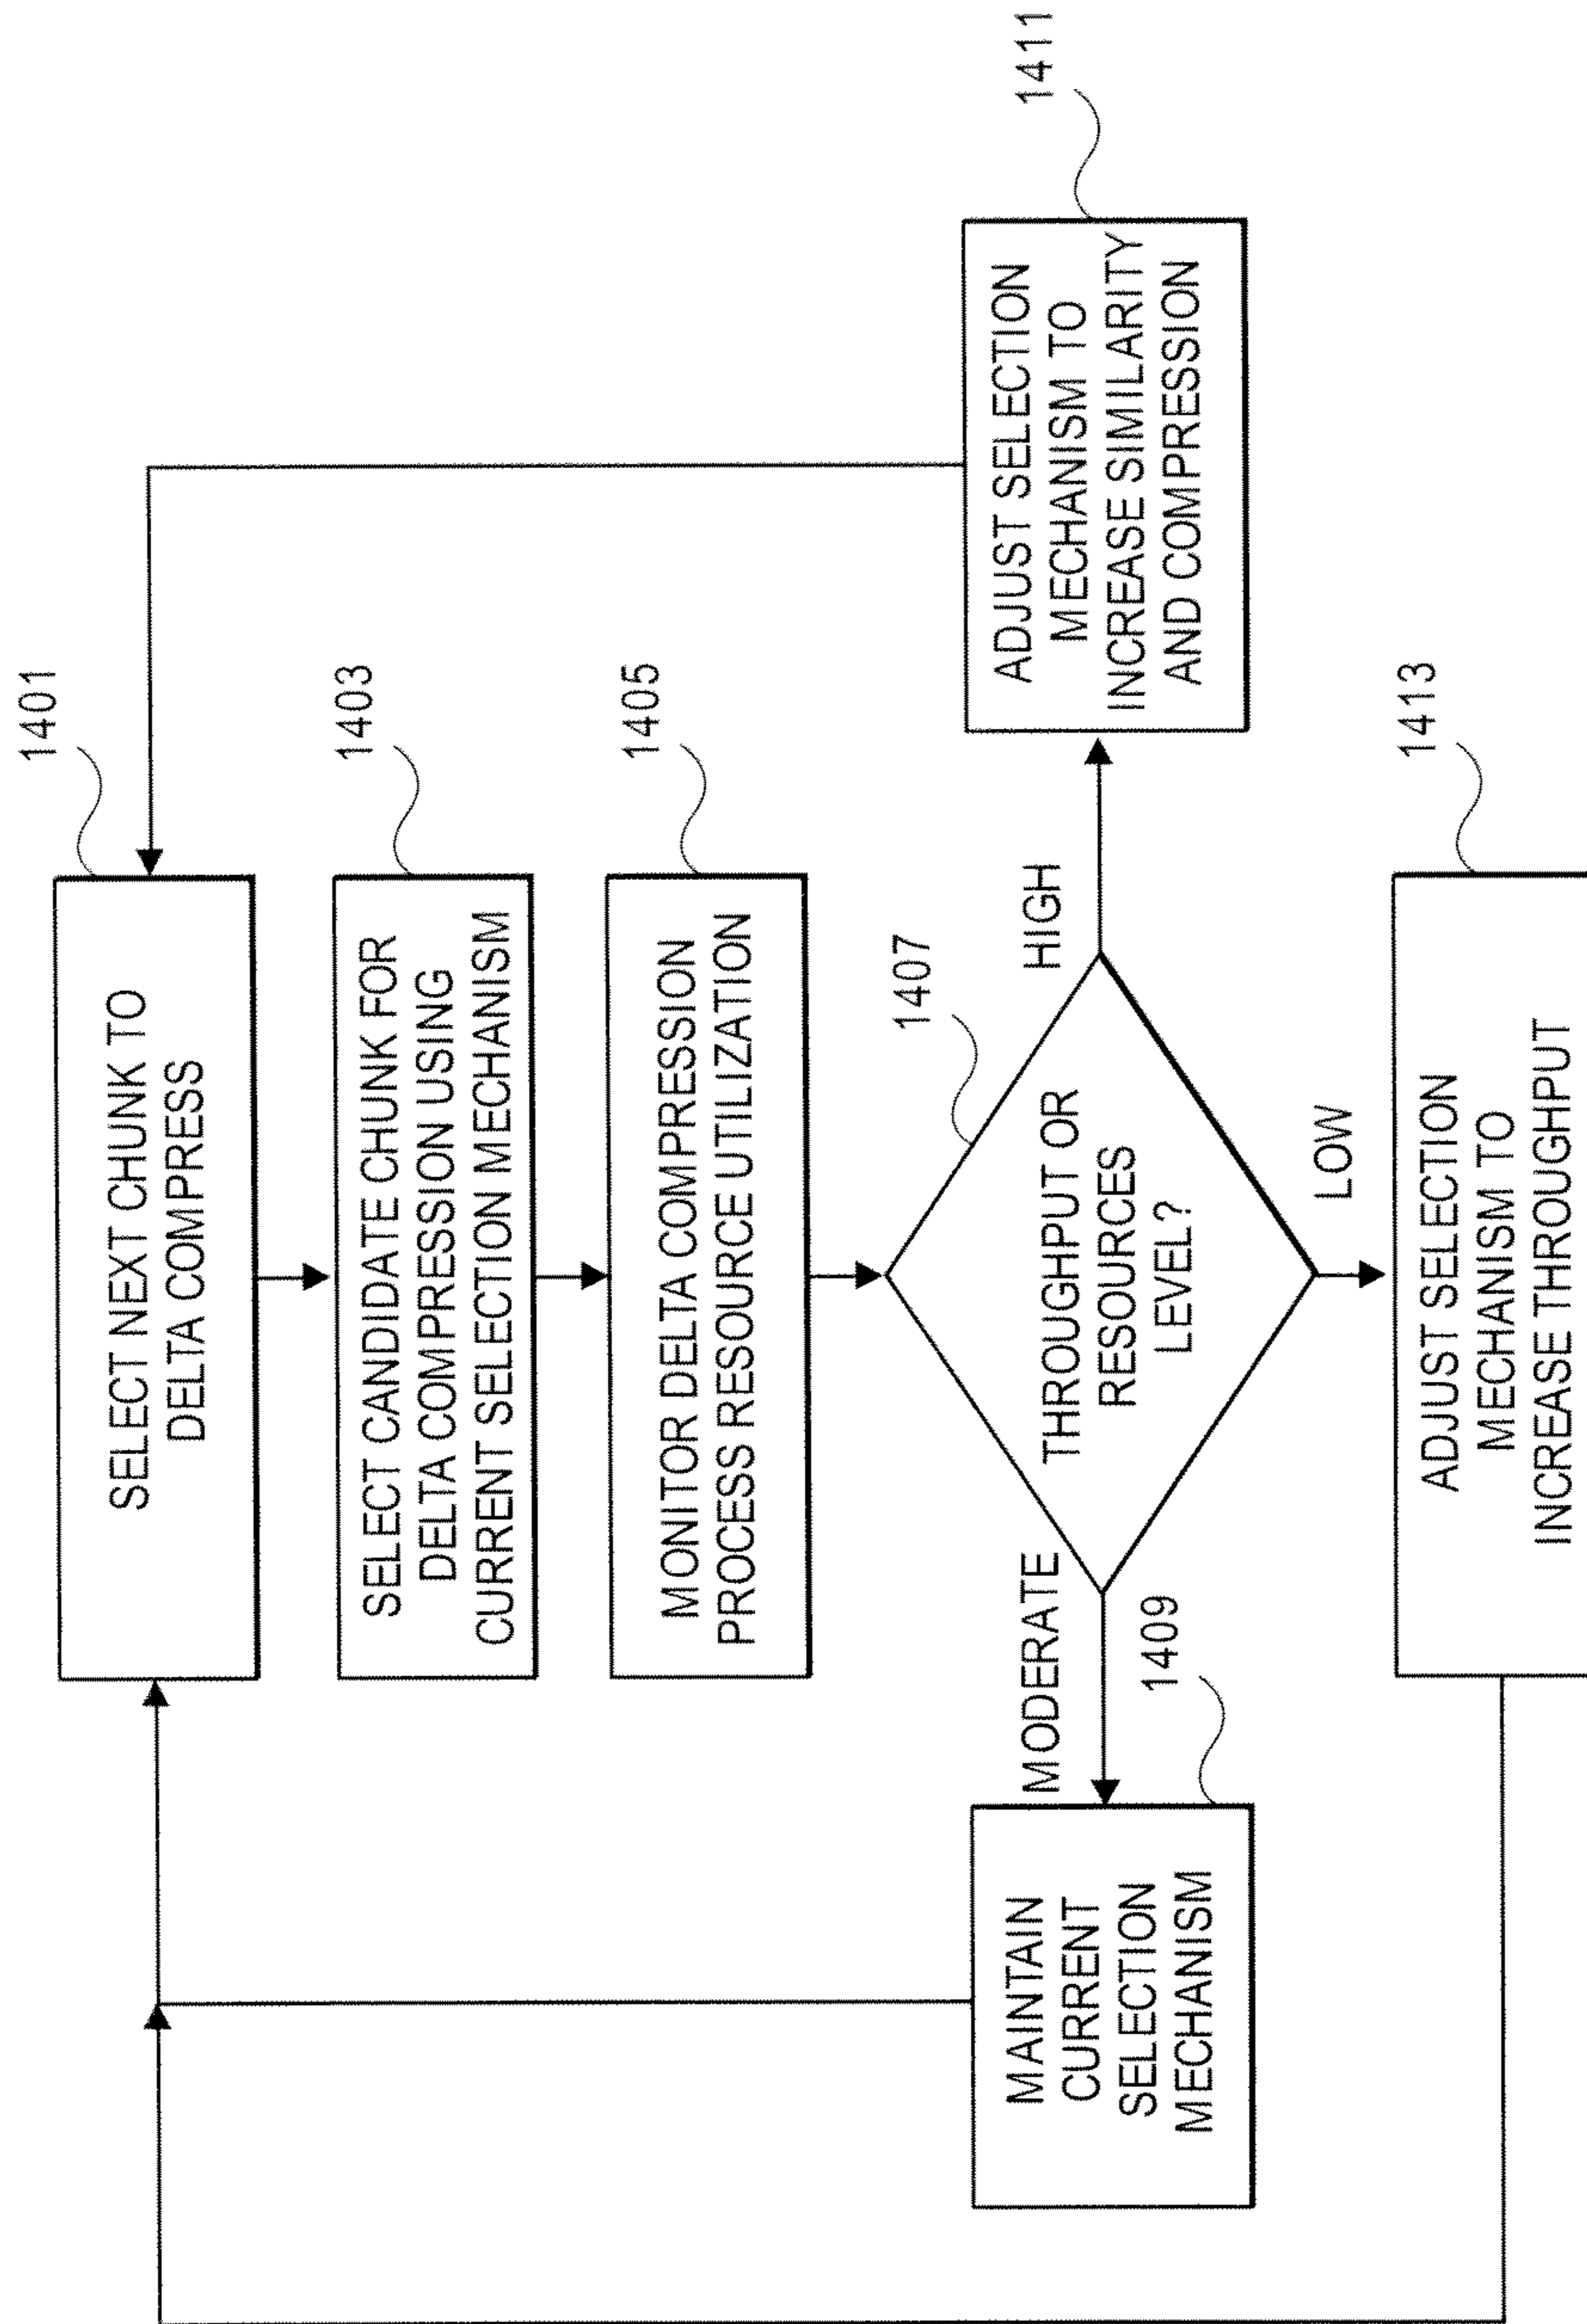 1401
SELECT NEXT CHUNK TO
DELTA COMPRESS
1403
SELECT CANDIDATE CHUNK FOR
DELTA COMPRESSION USING
CURRENT SELECTION MECHANISM
1405
MONITOR DELTA COMPRESSION
PROCESS RESOURCE UTILIZATION
1407
THROUGHPUT OR
RESOURCES
LEVEL?
MODERATE
HIGH
LOW
1409
MAINTAIN
CURRENT
SELECTION
MECHANISM
1411
ADJUST SELECTION
MECHANISM TO
INCREASE SIMILARITY
AND COMPRESSION
1413
ADJUST SELECTION
MECHANISM TO
INCREASE THROUGHPUT